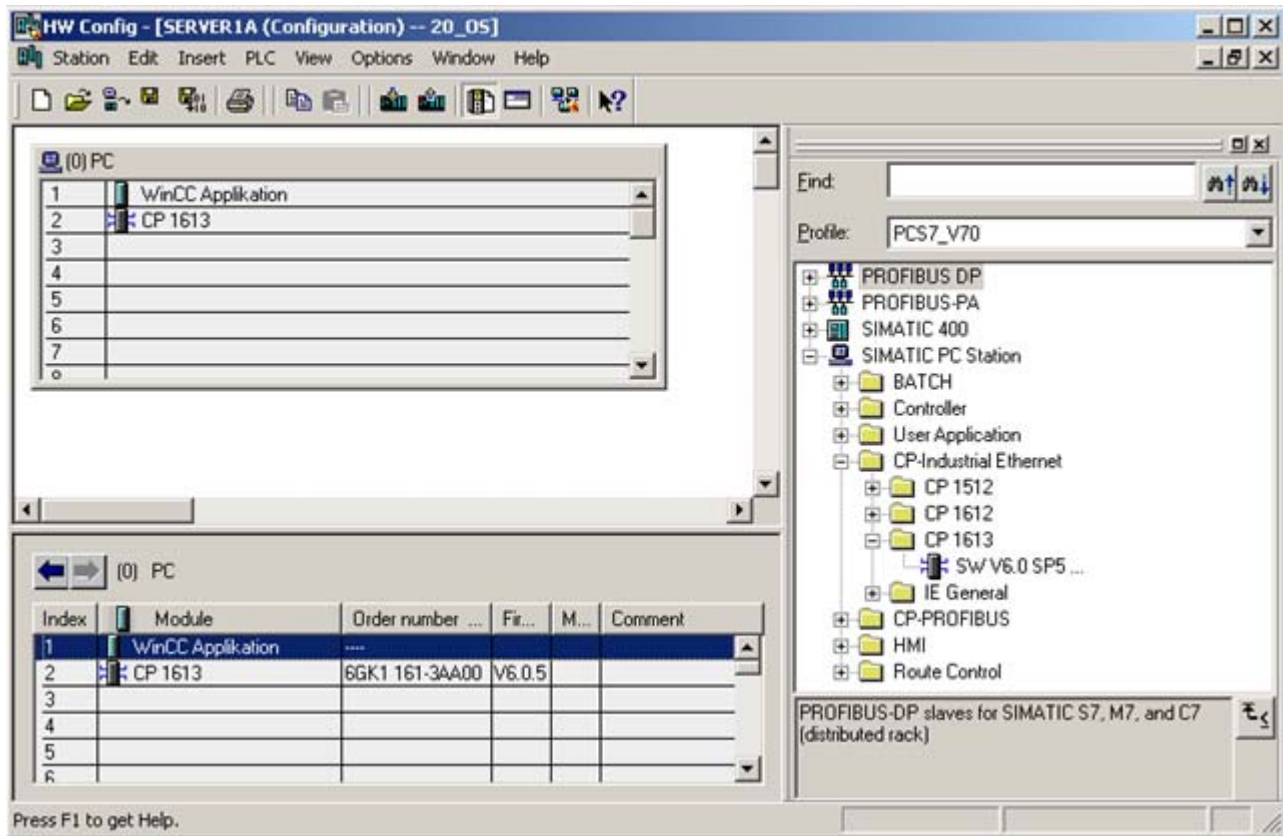 HW Config - [SERVER1A (Configuration) -- 20_OS]
Station Edit Insert PLC View Options Window Help
(0) PC
1 WinCC Applikation
2 CP 1613
3
4
5
6
7
Find:
Profile: PCS7_V70
PROFIBUS DP
PROFIBUS-PA
SIMATIC 400
SIMATIC PC Station
BATCH
Controller
User Application
CP-Industrial Ethernet
CP 1512
CP 1612
CP 1613
SW V6.0 SP5 ...
IE General
CP-PROFIBUS
HMI
Route Control
PROFIBUS-DP slaves for SIMATIC S7, M7, and C7
(distributed rack)
(0) PC
Index Module Order number ... Fir... M... Comment
1 WinCC Applikation ----
2 CP 1613 6GK1 161-3AA00 V6.0.5
3
4
5
6
Press F1 to get Help.